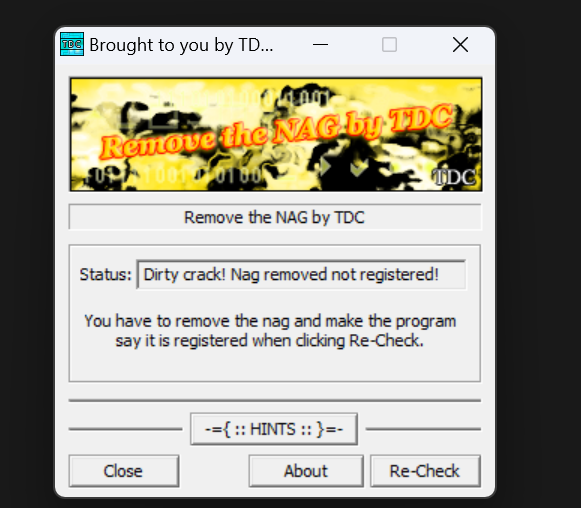 TDC
Brought to you by TD...
Remove the NAG by TDC
TDC
Remove the NAG by TDC
Status: Dirty crack! Nag removed not registered!
You have to remove the nag and make the program
say it is registered when clicking Re-Check.
-={ :: HINTS :: }=-
Close About Re-Check